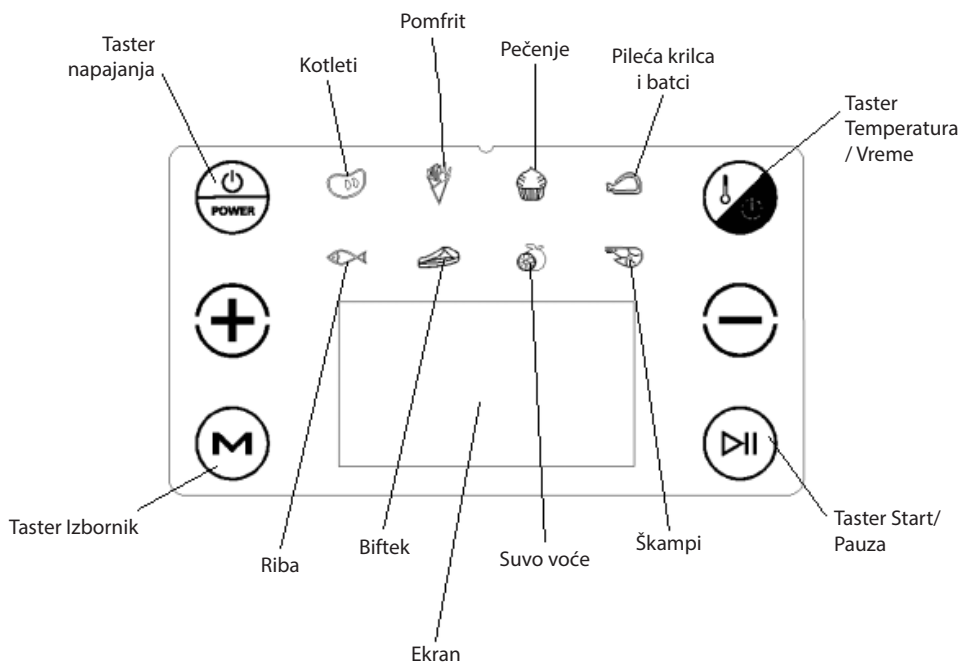 Pomfrit
Taster
napajanja
Kotleti
Pečenje
Pileća krilca
i batci
Taster
Temperatura
/ Vreme
POWER
M
Taster Izbornik
Riba
Biftek
Suvo voće
Škampi
Taster Start/
Pauza
Ekran